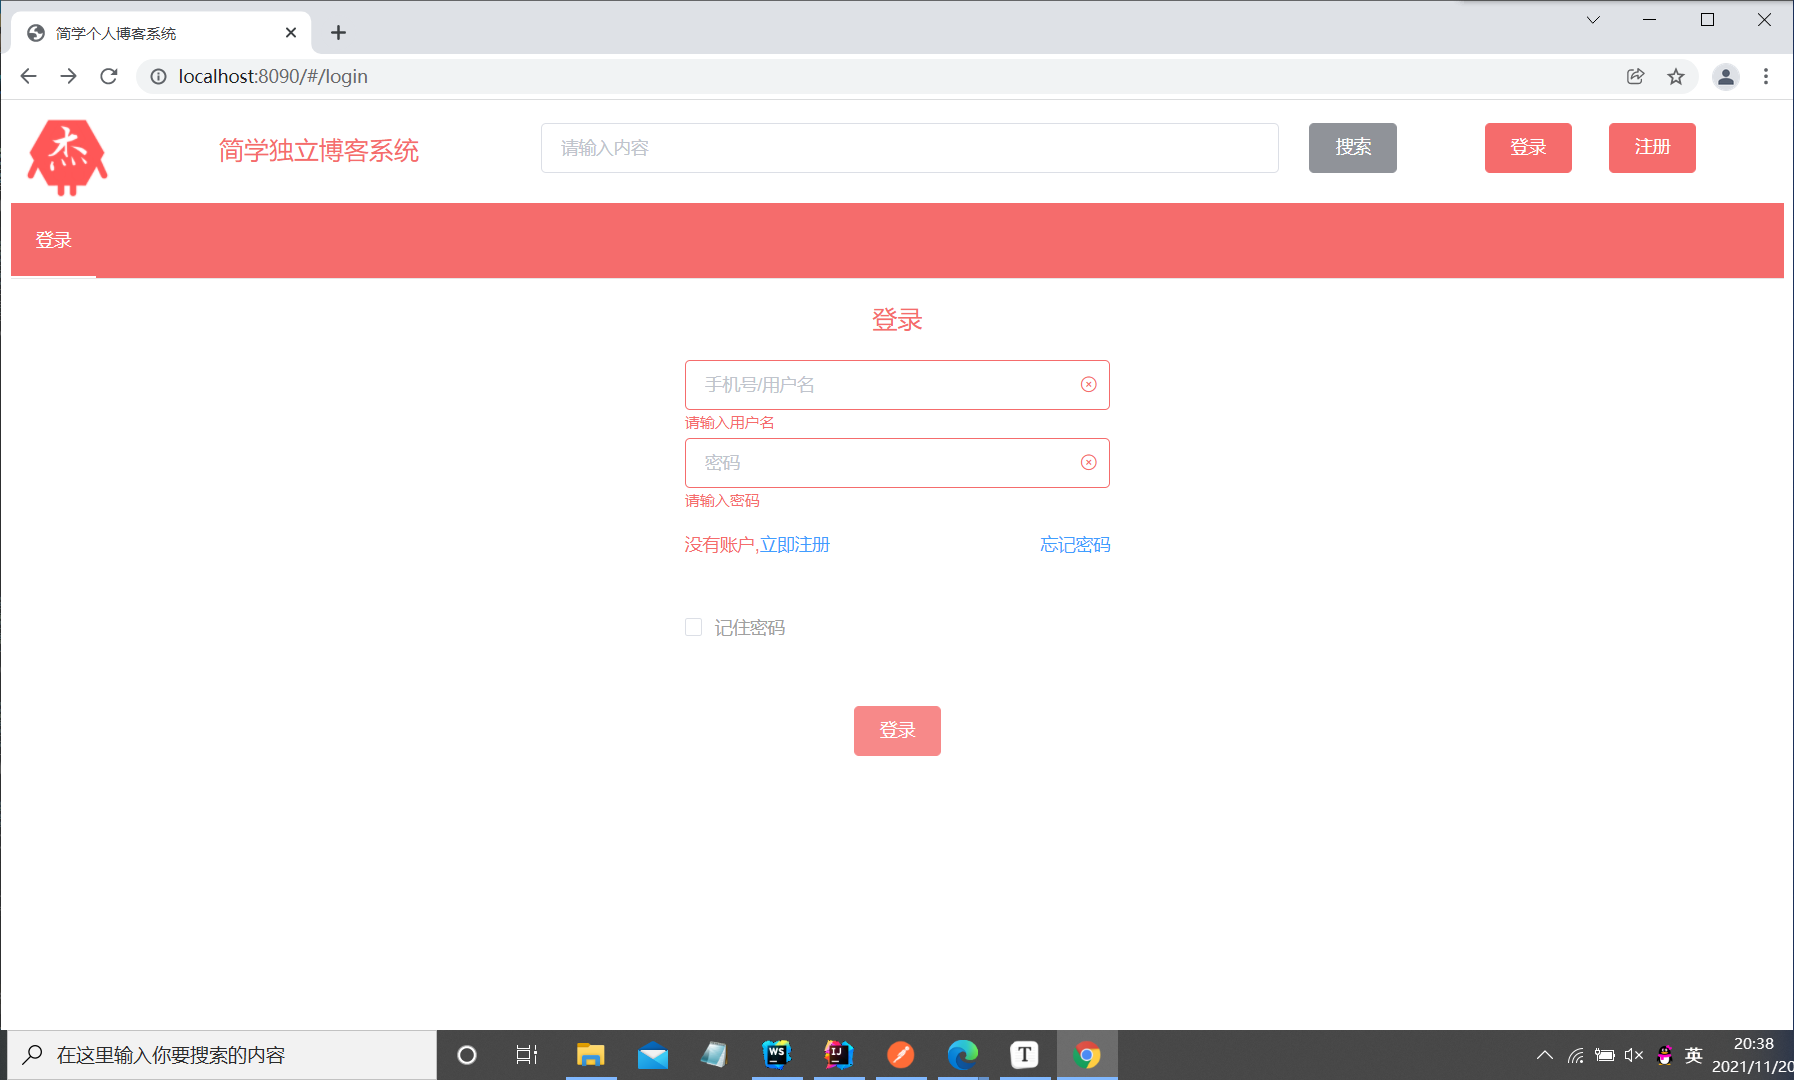 简学个人博客系统
localhost:8090/#/login
杰
简学独立博客系统
请输入内容
搜索
登录
注册
登录
登录
手机号/用户名
请输入用户名
密码
请输入密码
没有账户,立即注册
忘记密码
记住密码
登录
在这里输入你要搜索的内容
WS
IJ
T
英
20:38
2021/11/20